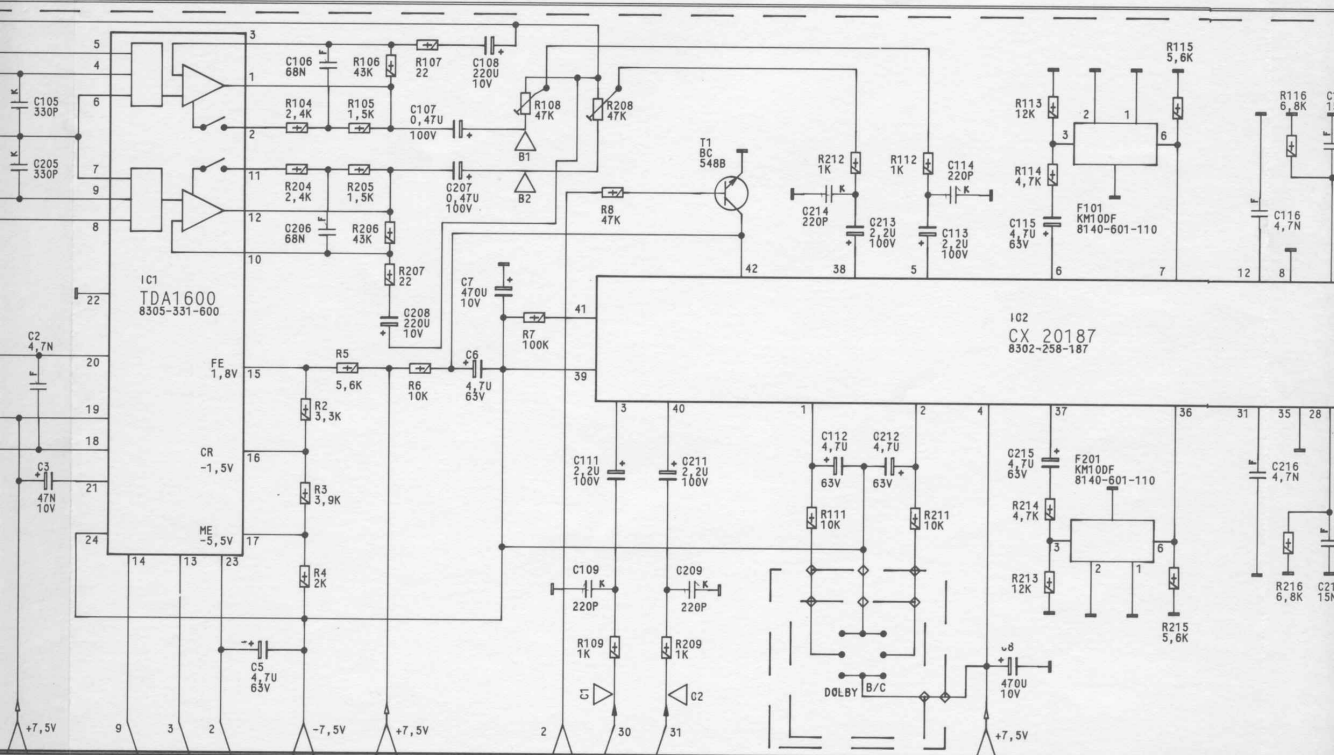 5
4
6
7
9
8
3
1
2
11
12
10
K C105
330P
K C205
330P
IC1
TDA1600
8305-331-600
22
20
19
18
21
24
C2
4,7N
F
C3
47N
10V
+
FE
1,8V
15
CR
-1,5V
16
ME
-5,5V
17
14
13
23
C106
68N
F
R106
43K
R107
22
C108
220U
10V
+
R104
2,4K
R105
1,5K
C107
0,47U
100V
+
R204
2,4K
R205
1,5K
C207
0,47U
100V
+
C206
68N
F
R206
43K
R207
22
C208
220U
10V
+
R108
47K
R208
47K
B1
B2
R5
5,6K
R6
10K
C6
4,7U
63V
+
C7
470U
10V
+
R7
100K
R2
3,3K
R3
3,9K
R4
2K
C5
4,7U
63V
-+
R8
47K
T1
BC
548B
R212
1K
R112
1K
C214
220P
K
C114
220P
K
C213
2,2U
100V
+
C113
2,2U
100V
+
R113
12K
R114
4,7K
C115
4,7U
63V
+
3
2
1
6
F101
KM10DF
8140-601-110
R115
5,6K
R116
6,8K
C116
4,7N
F
F
42
38
5
6
7
12
8
41
39
IC2
CX 20187
8302-258-187
3
40
1
2
4
37
36
31
35
28
C111
2,2U
100V
+
C211
2,2U
100V
+
C112
4,7U
63V
+
C212
4,7U
63V
+
R111
10K
R211
10K
C109
220P
K
C209
220P
K
R109
1K
R209
1K
C1
C2
DOLBY B/C
470U
10V
+
C215
4,7U
63V
+
R214
4,7K
R213
12K
3
2
1
6
F201
KM10DF
8140-601-110
R215
5,6K
C216
4,7N
F
R216
6,8K
F
15N
+7,5V
9
3
2
-7,5V
+7,5V
2
30
31
+7,5V